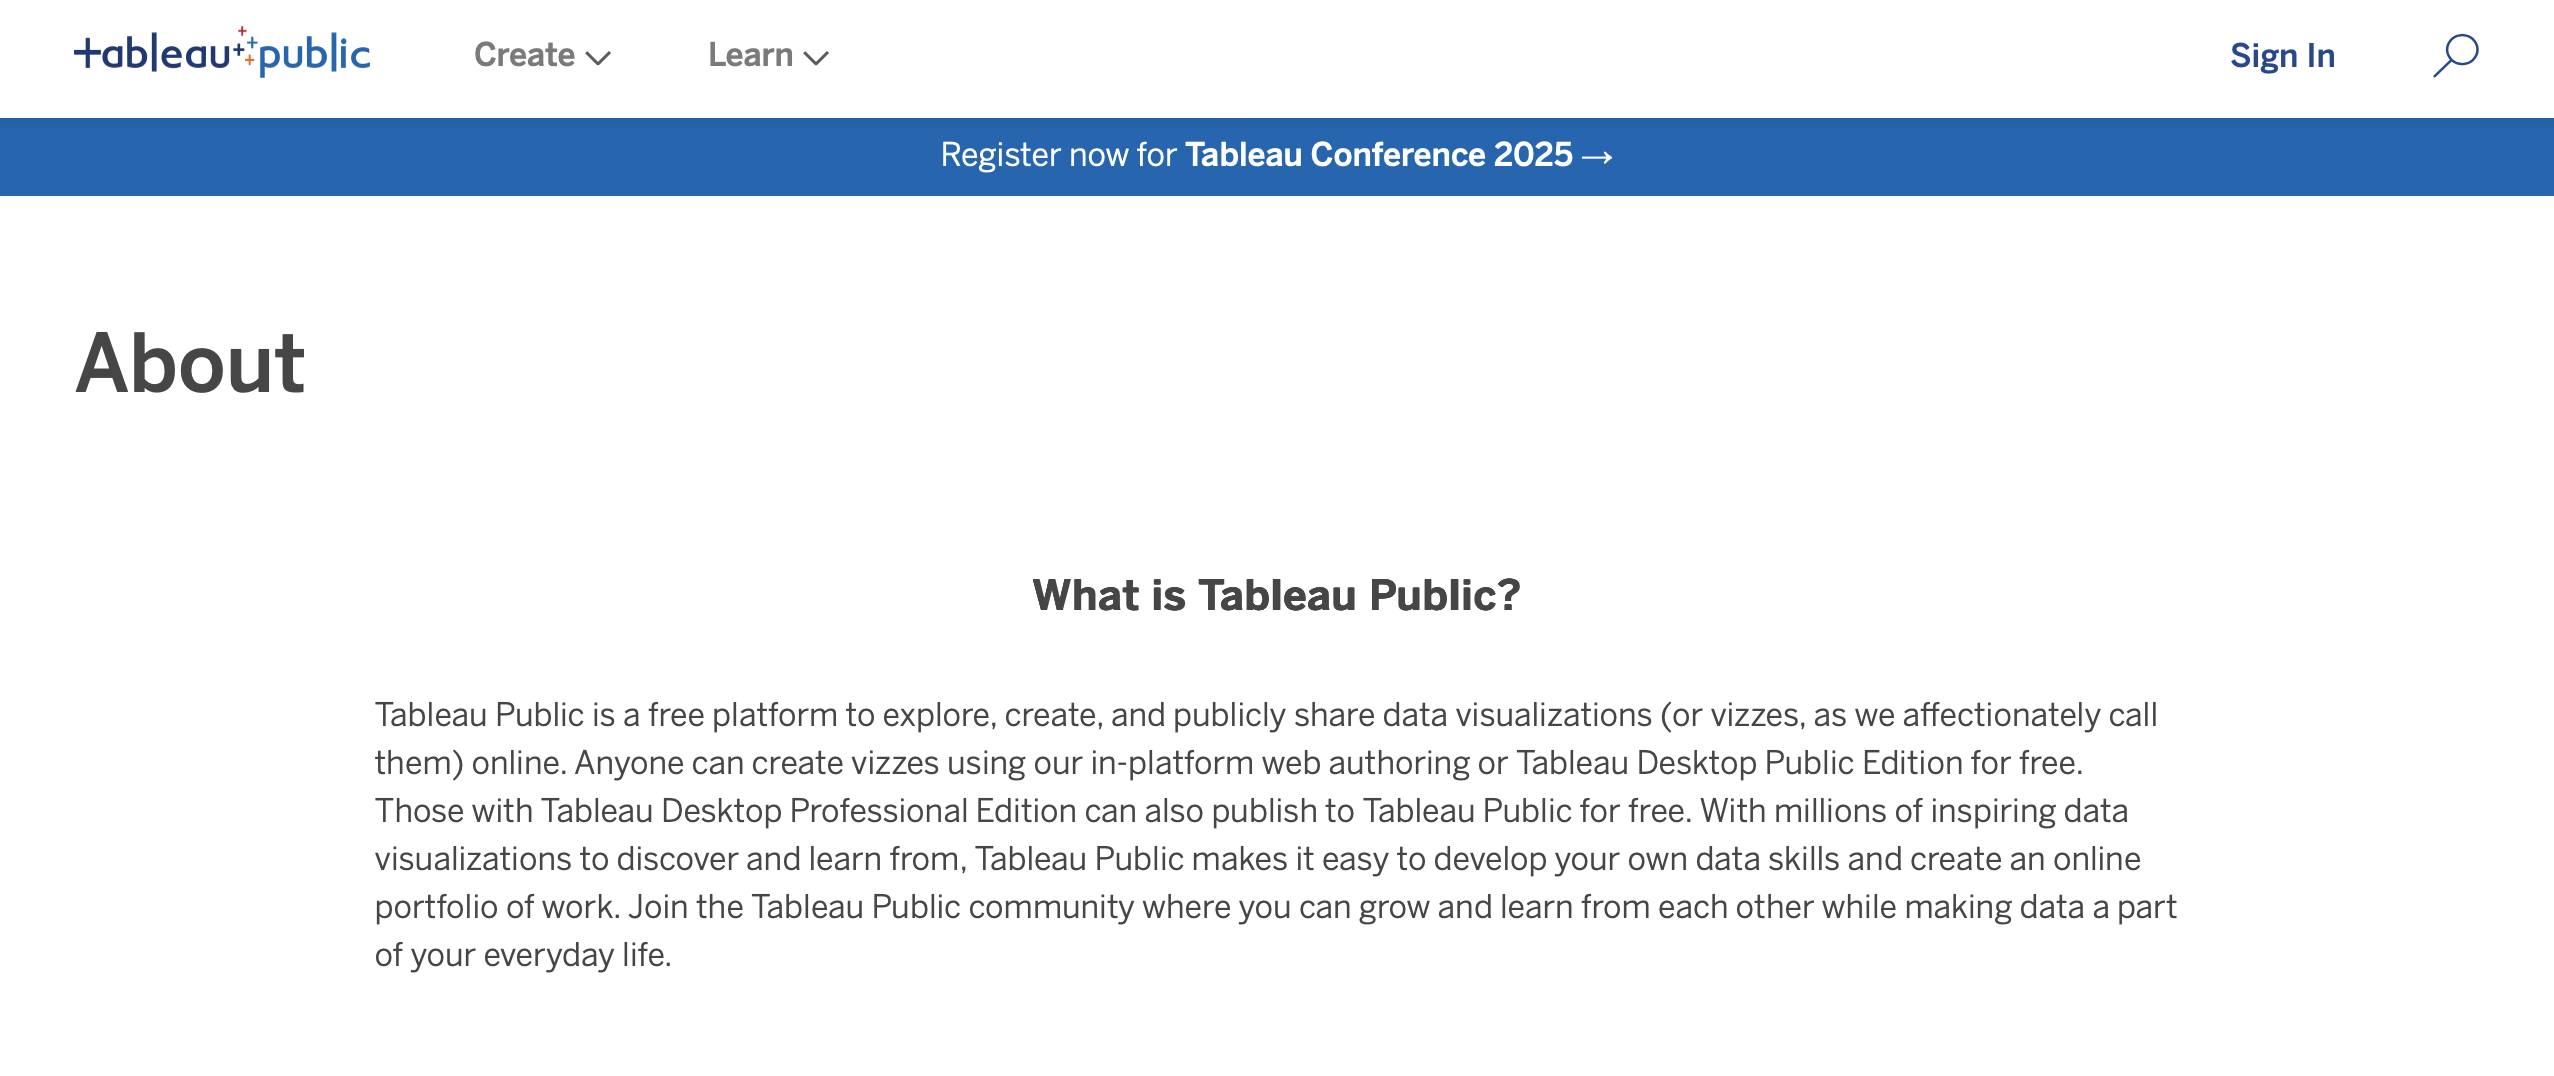 tableau public
Create
Learn
Sign In
Register now for Tableau Conference 2025 →
About
What is Tableau Public?
Tableau Public is a free platform to explore, create, and publicly share data visualizations (or vizzes, as we affectionately call
them) online. Anyone can create vizzes using our in-platform web authoring or Tableau Desktop Public Edition for free.
Those with Tableau Desktop Professional Edition can also publish to Tableau Public for free. With millions of inspiring data
visualizations to discover and learn from, Tableau Public makes it easy to develop your own data skills and create an online
portfolio of work. Join the Tableau Public community where you can grow and learn from each other while making data a part
of your everyday life.